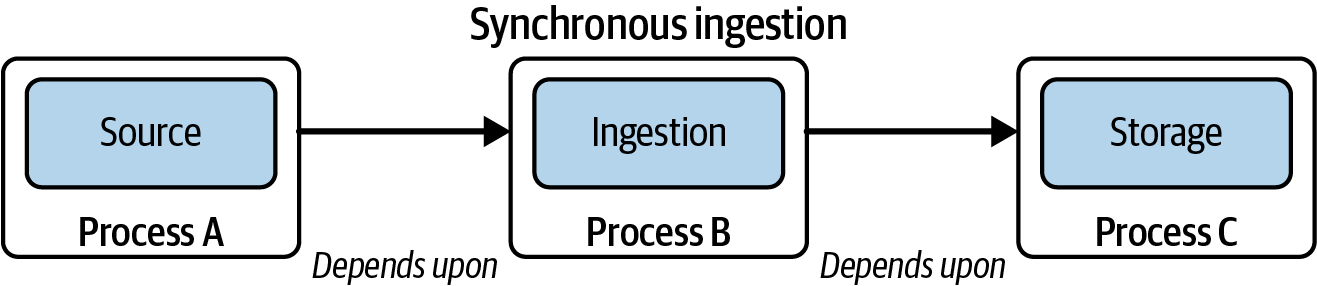 Synchronous ingestion
Source
Process A
Depends upon
Ingestion
Process B
Depends upon
Storage
Process C